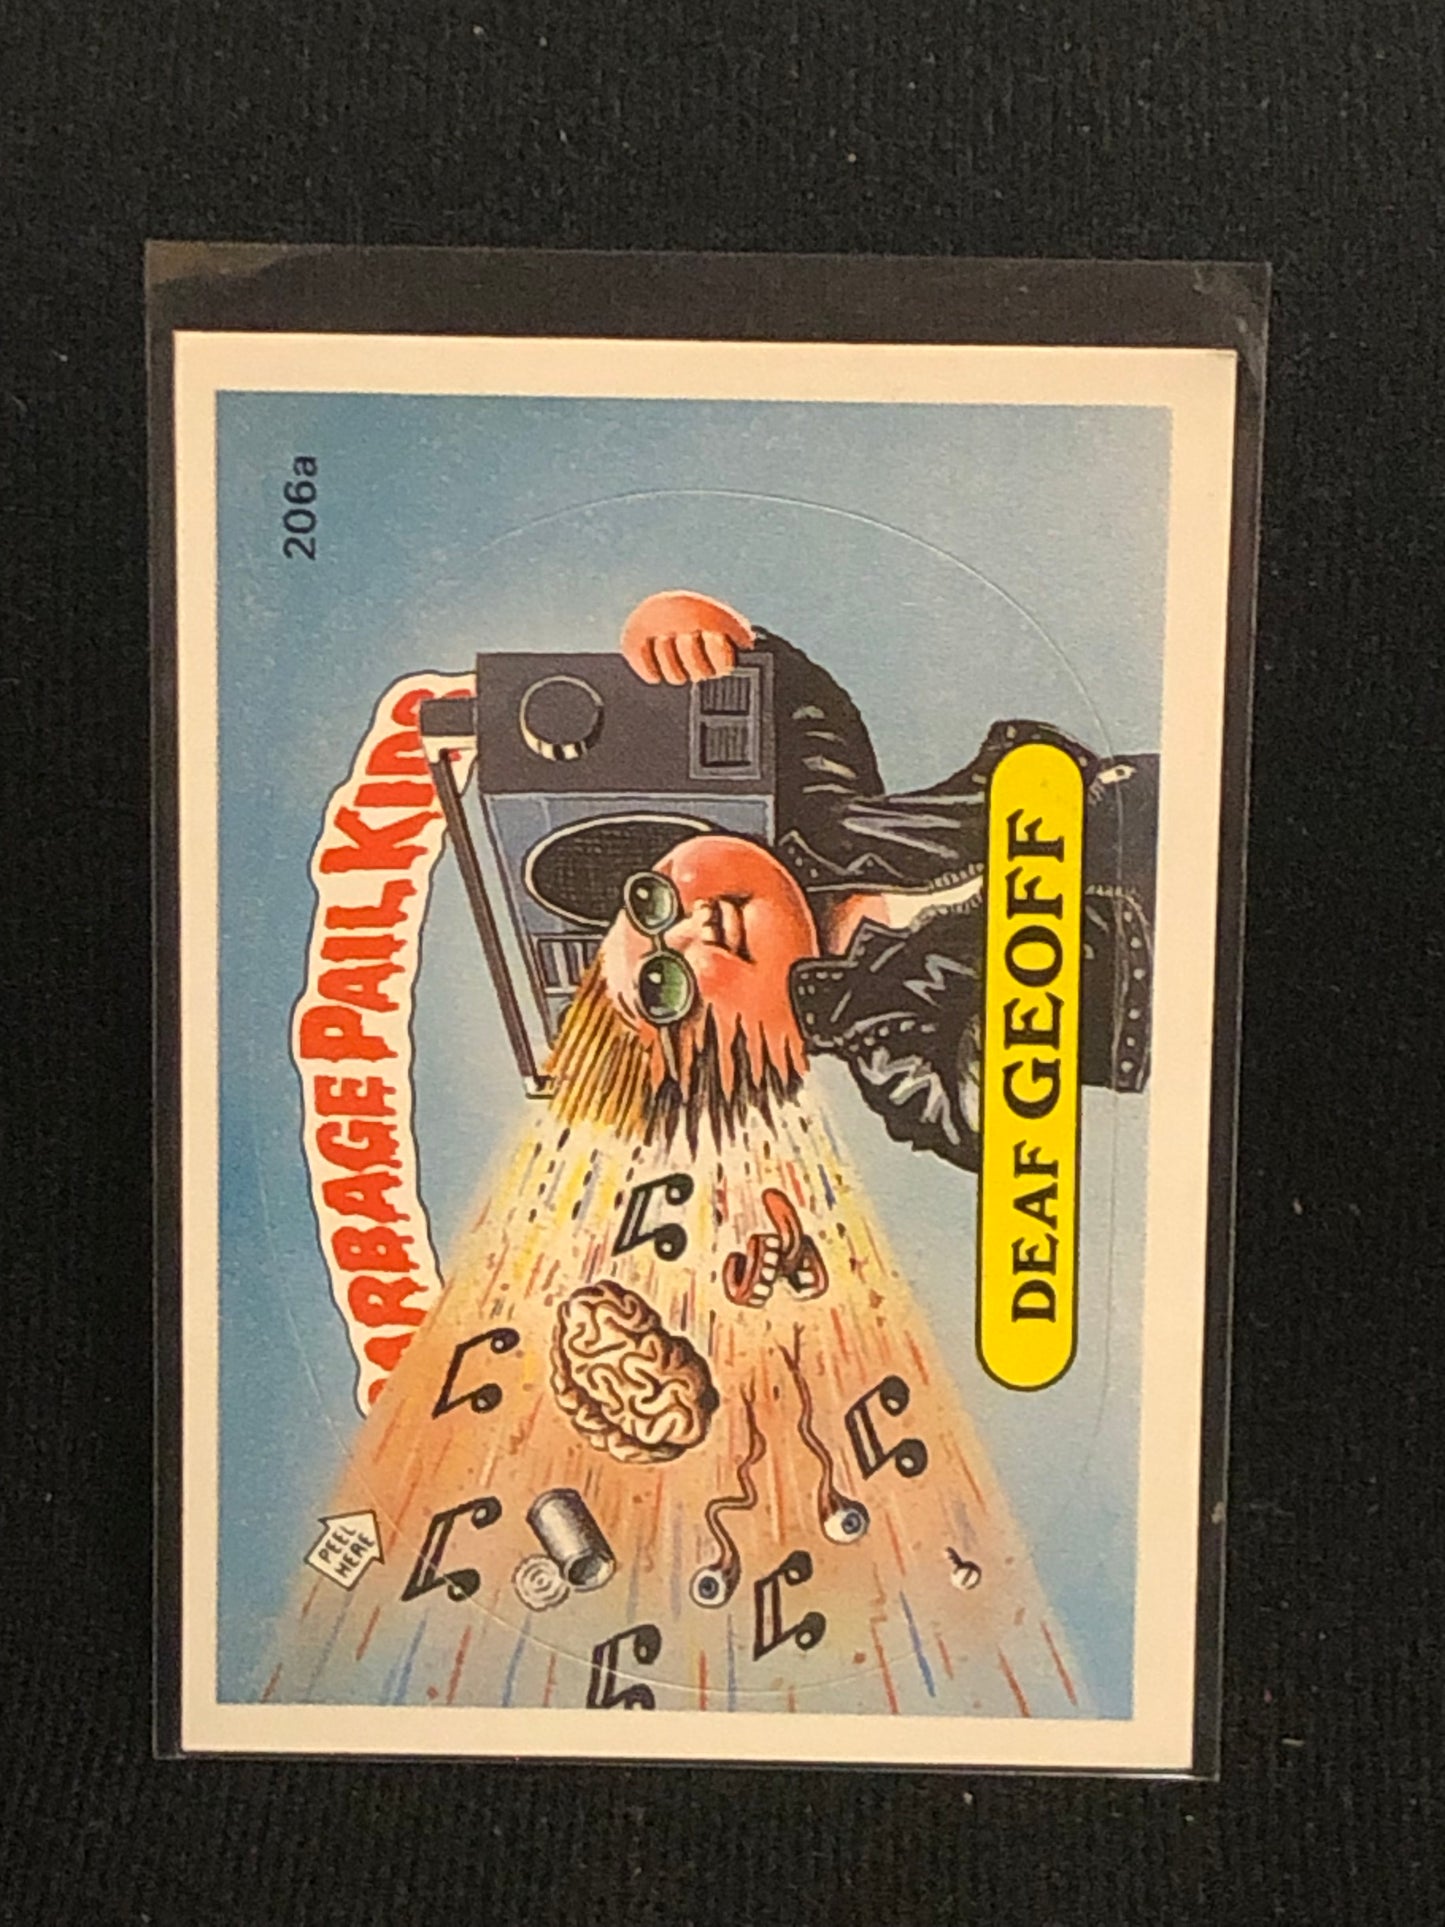 206a
GARBAGE PAIL KIDS
PEEL
HERE
DEAF GEOFF